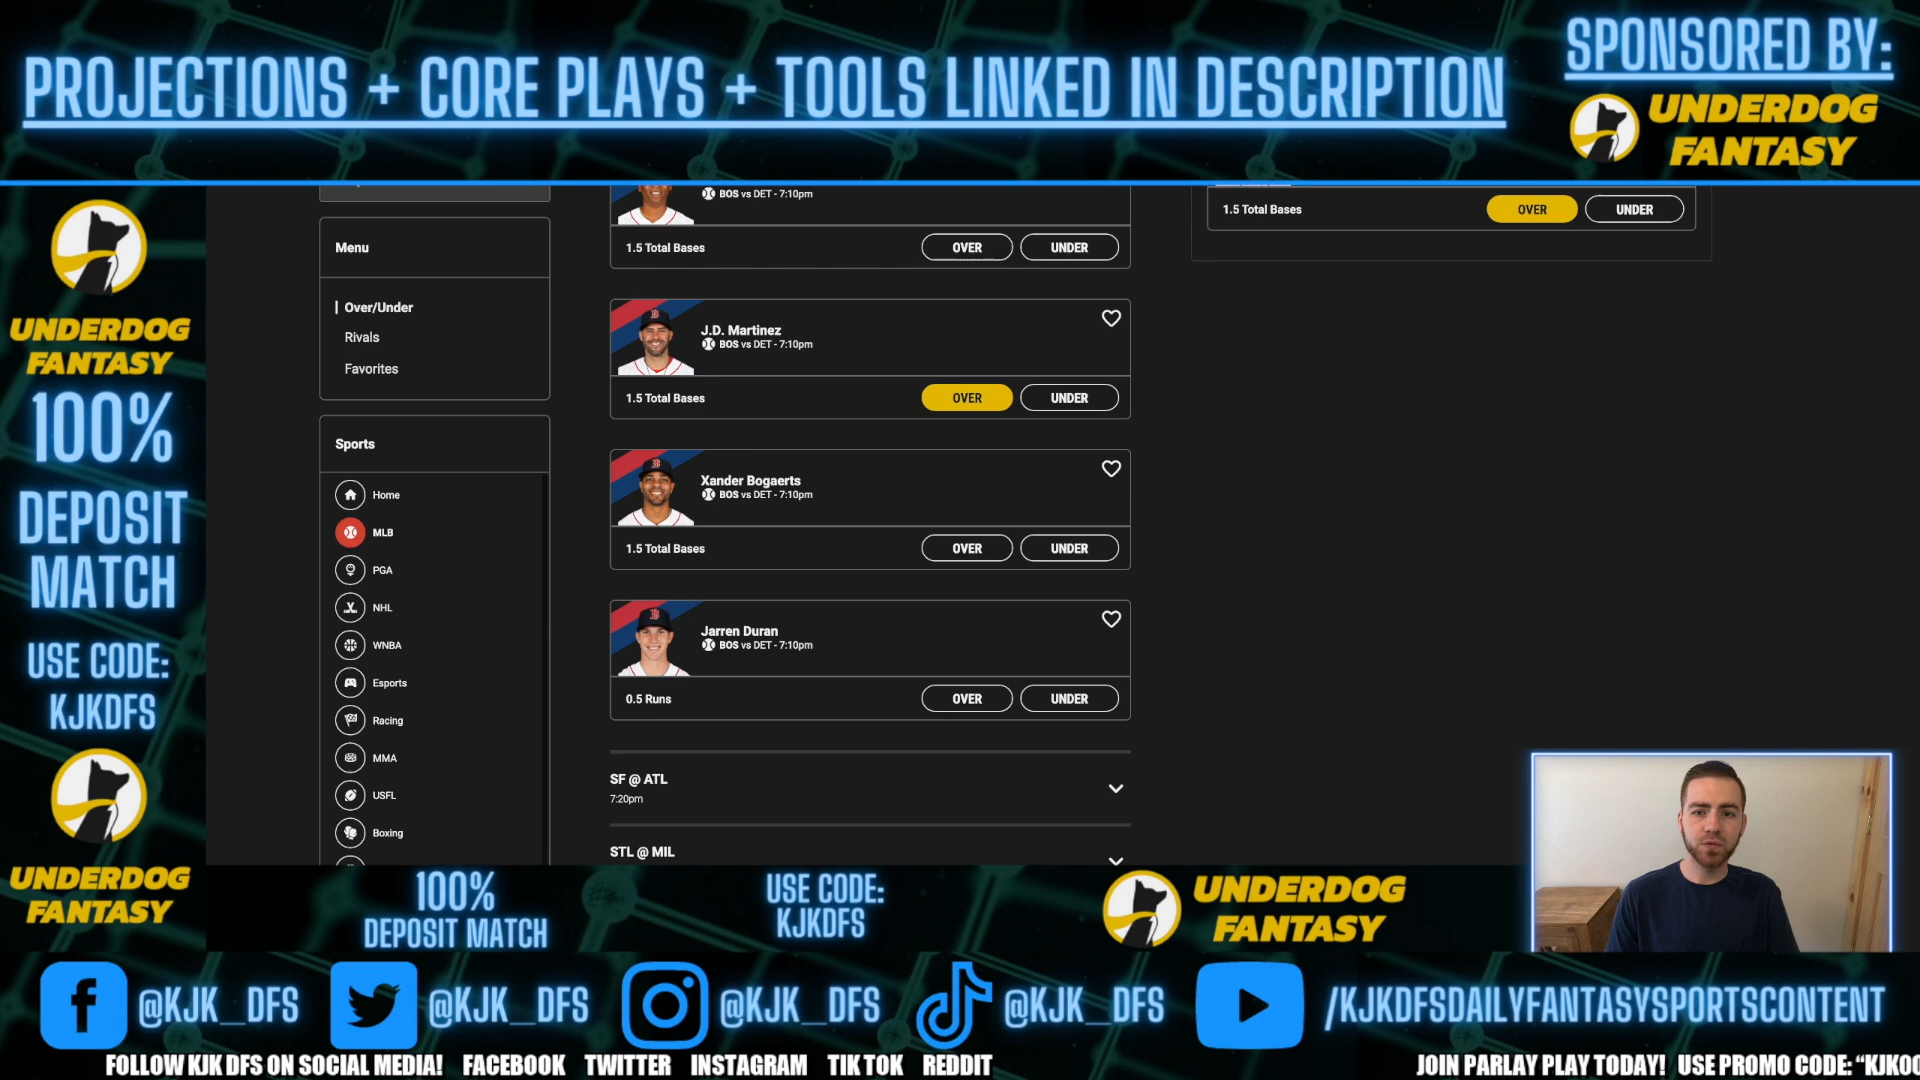 PROJECTIONS + CORE PLAYS + TOOLS LINKED IN DESCRIPTION
SPONSORED BY:
UNDERDOG
FANTASY
UNDERDOG
FANTASY
100%
DEPOSIT
MATCH
USE CODE:
KJKDFS
UNDERDOG
FANTASY
Menu
Over/Under
Rivals
Favorites
Sports
Home
MLB
PGA
NHL
WNBA
Esports
Racing
MMA
USFL
Boxing
BOS vs DET - 7:10pm
1.5 Total Bases OVER UNDER
J.D. Martinez
BOS vs DET - 7:10pm
1.5 Total Bases OVER UNDER
Xander Bogaerts
BOS vs DET - 7:10pm
1.5 Total Bases OVER UNDER
Jarren Duran
BOS vs DET - 7:10pm
0.5 Runs OVER UNDER
SF @ ATL
7:20pm
STL @ MIL
1.5 Total Bases OVER UNDER
100%
DEPOSIT MATCH
USE CODE:
KJKDFS
UNDERDOG
FANTASY
@KJK_DFS @KJK_DFS @KJK_DFS @KJK_DFS /KJKDFSDAILYFANTASYSPORTSCONTENT
FOLLOW KJK DFS ON SOCIAL MEDIA! FACEBOOK TWITTER INSTAGRAM TIK TOK REDDIT JOIN PARLAY PLAY TODAY! USE PROMO CODE: